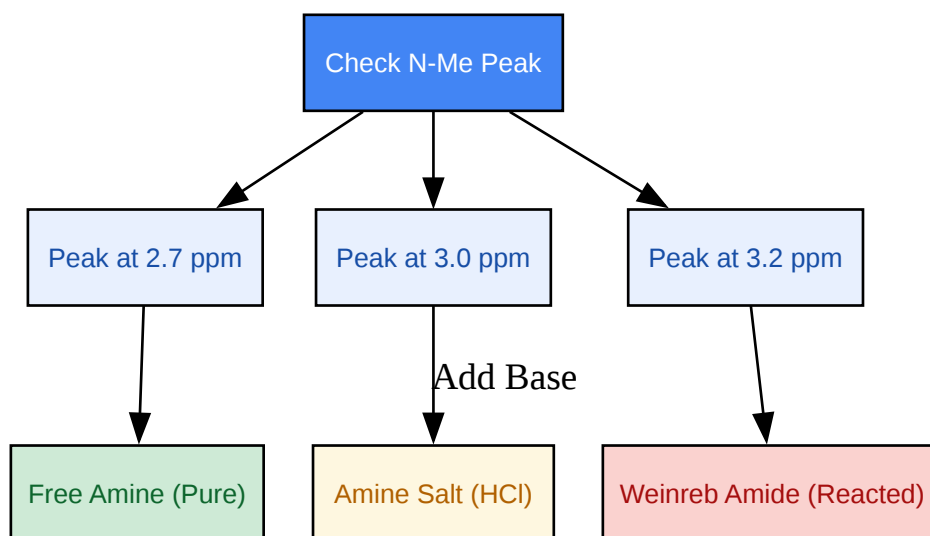 Check N-Me Peak
Peak at 2.7 ppm
Peak at 3.0 ppm
Peak at 3.2 ppm
Add Base
Free Amine (Pure)
Amine Salt (HCl)
Weinreb Amide (Reacted)